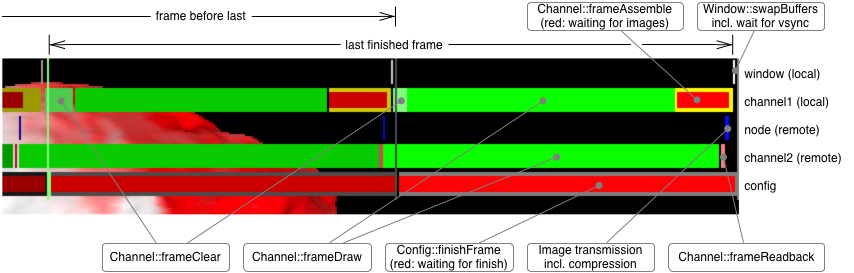 frame before last
Channel::frameAssemble
(red: waiting for images)
Window::swapBuffers
incl. wait for vsync
last finished frame
window (local)
channel1 (local)
node (remote)
channel2 (remote)
config
Channel::frameClear
Channel::frameDraw
Config::finishFrame
(red: waiting for finish)
Image transmission
incl. compression
Channel::frameReadback